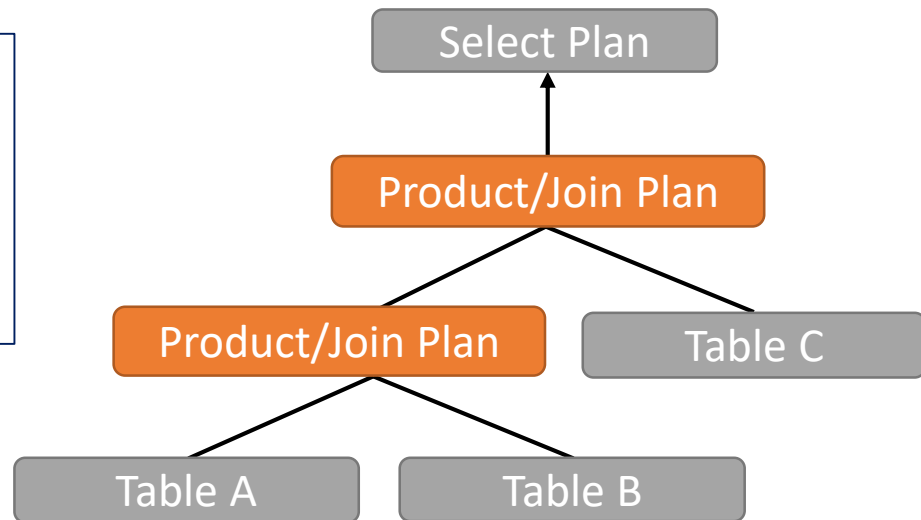 Select Plan
Product/Join Plan
Product/Join Plan
Table C
Table A
Table B